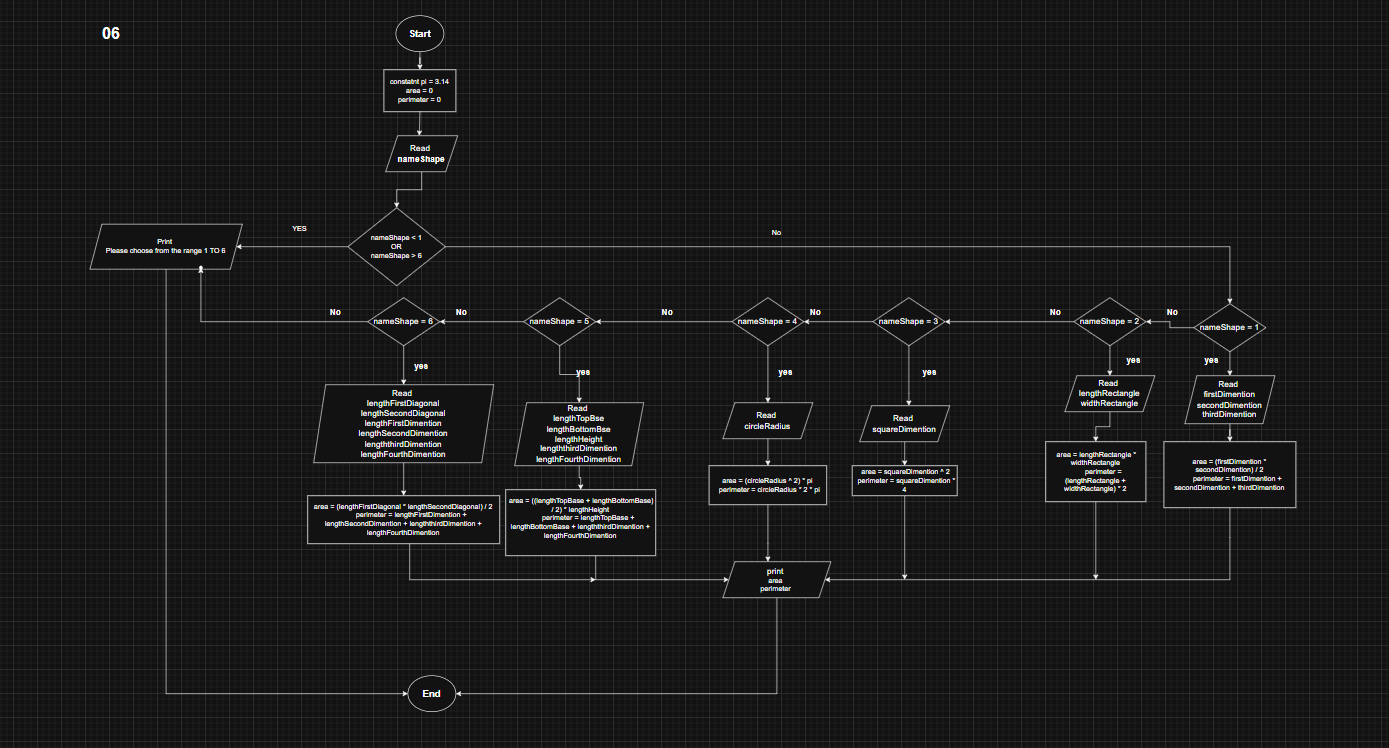 06
Start
constatnt pi = 3.14
area = 0
perimeter = 0
Read
nameShape
nameShape < 1
OR
nameShape > 6
YES
No
Print
Please choose from the range 1 TO 6
nameShape = 6
No
No
yes
nameShape = 5
No
yes
nameShape = 4
No
yes
nameShape = 3
No
yes
nameShape = 2
No
yes
nameShape = 1
yes
Read
lengthFirstDiagonal
lengthSecondDiagonal
lengthFirstDimention
lengthSecondDimention
lengththirdDimention
lengthFourthDimention
Read
lengthTopBse
lengthBottomBse
lengthHeight
lengththirdDimention
lengthFourthDimention
Read
circleRadius
Read
squareDimention
Read
lengthRectangle
widthRectangle
Read
firstDimention
secondDimention
thirdDimention
area = (lengthFirstDiagonal * lengthSecondDiagonal) / 2
perimeter = lengthFirstDimention +
lengthSecondDimention + lengththirdDimention +
lengthFourthDimention
area = ((lengthTopBase + lengthBottomBase)
/ 2) * lengthHeight
perimeter = lengthTopBase +
lengthBottomBase + lengththirdDimention +
lengthFourthDimention
area = (circleRadius ^ 2) * pi
perimeter = circleRadius * 2 * pi
area = squareDimention ^ 2
perimeter = squareDimention *
4
area = lengthRectangle *
widthRectangle
perimeter =
(lengthRectangle +
widthRectangle) * 2
area = (firstDimention *
secondDimention) / 2
perimeter = firstDimention +
secondDimention + thirdDimention
print
area
perimeter
End